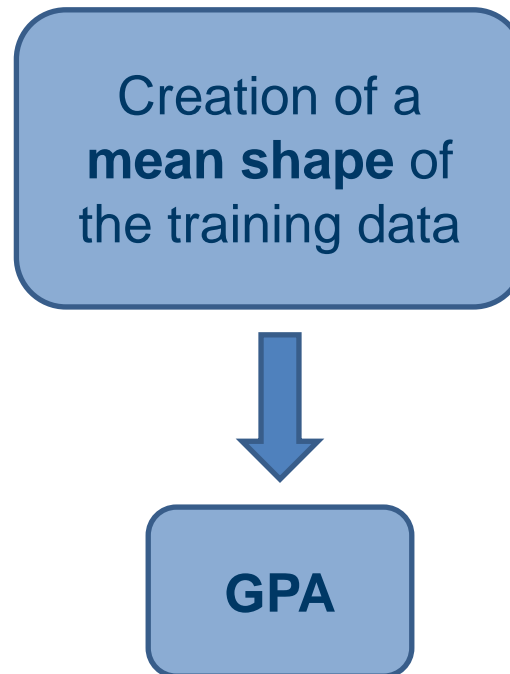 Creation of a
mean shape of
the training data
GPA